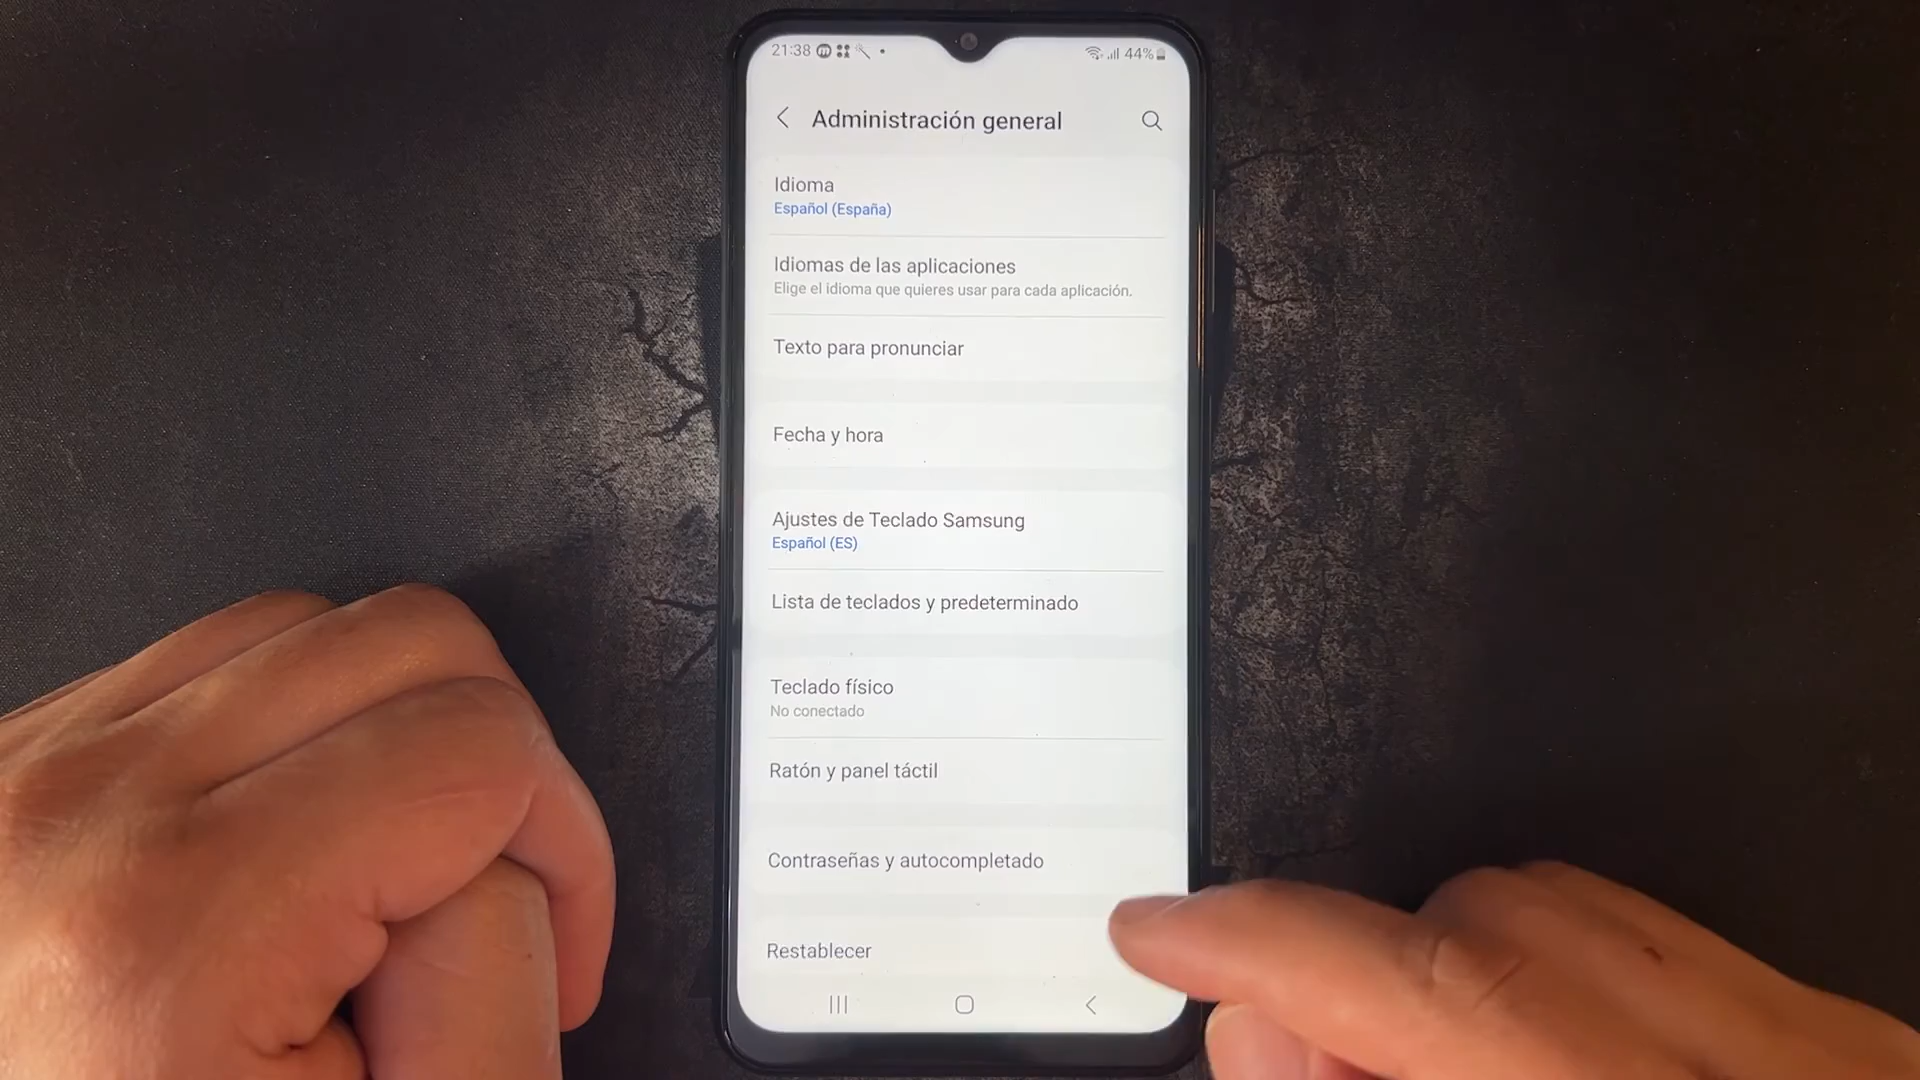 21:38
44%
Administración general
Idioma
Español (España)
Idiomas de las aplicaciones
Elige el idioma que quieres usar para cada aplicación.
Texto para pronunciar
Fecha y hora
Ajustes de Teclado Samsung
Español (ES)
Lista de teclados y predeterminado
Teclado físico
No conectado
Ratón y panel táctil
Contraseñas y autocompletado
Restablecer